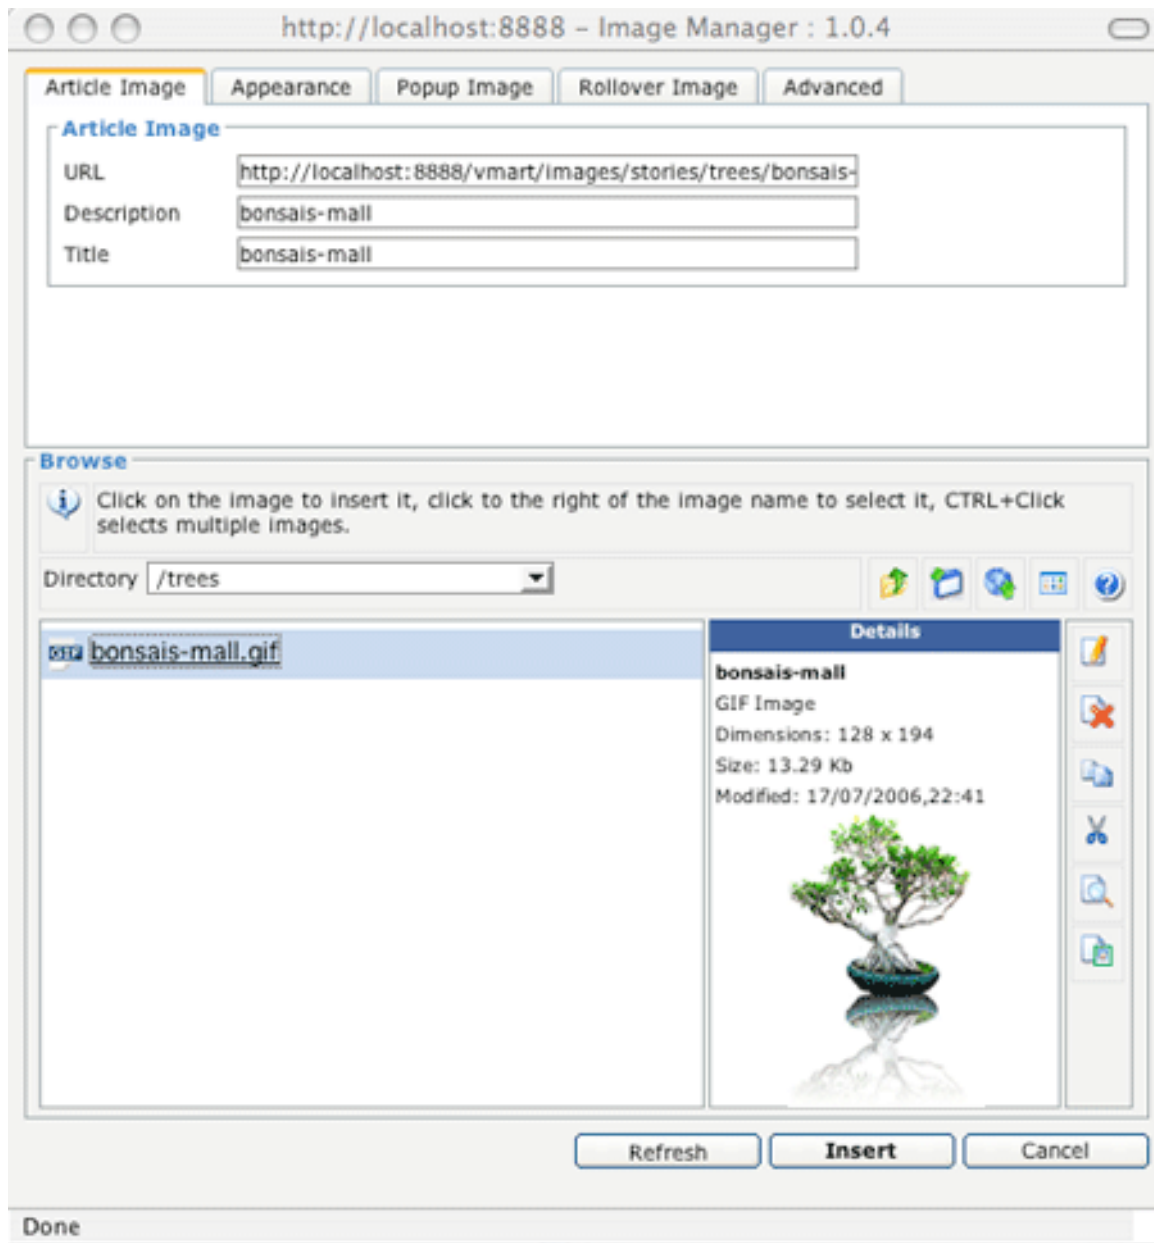 http://localhost:8888 – Image Manager : 1.0.4
Article Image Appearance Popup Image Rollover Image Advanced
Article Image
URL http://localhost:8888/vmart/images/stories/trees/bonsais-
Description bonsais-mall
Title bonsais-mall
Browse
Click on the image to insert it, click to the right of the image name to select it, CTRL+Click
selects multiple images.
Directory /trees
Details
bonsais-mall.gif
bonsais-mall
GIF Image
Dimensions: 128 x 194
Size: 13.29 Kb
Modified: 17/07/2006,22:41
Refresh Insert Cancel
Done